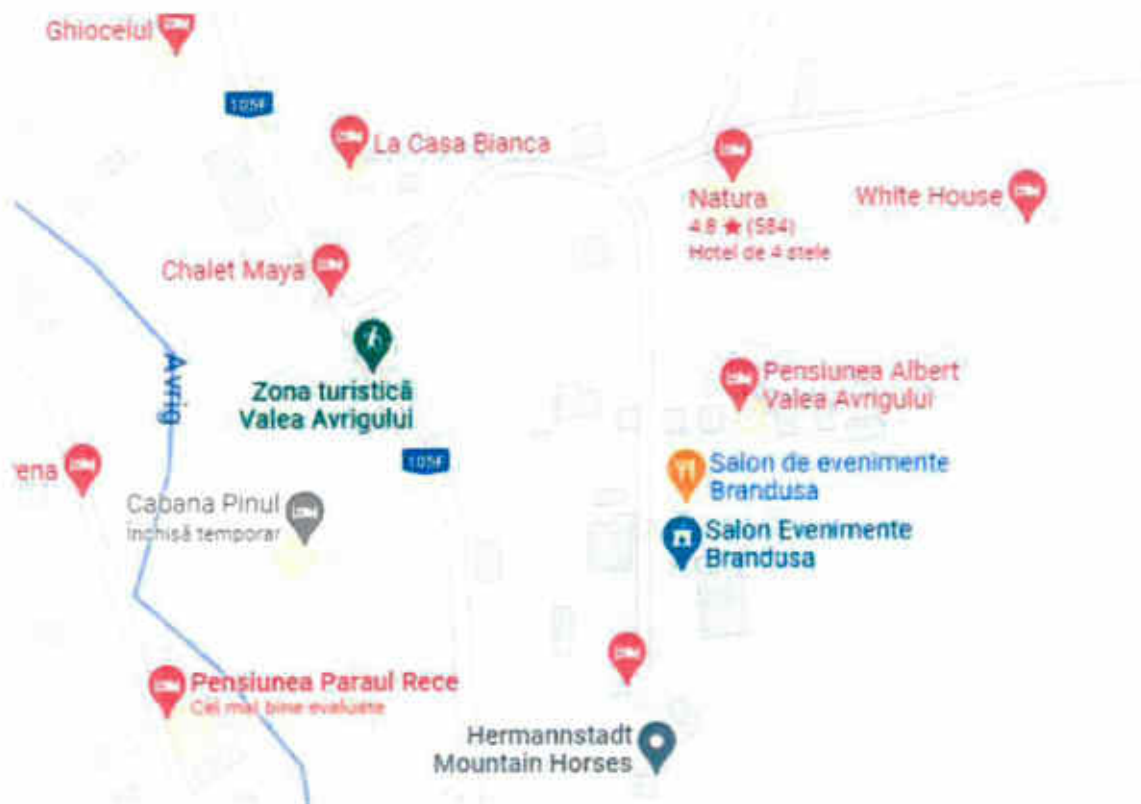 Ghiocelul
105F
La Casa Bianca
Natura
4.8 ★ (584)
Hotel de 4 stele
White House
Chalet Maya
Zona turistică
Valea Avrigului
Avrig
Pensiunea Albert
Valea Avrigului
105F
Salon de evenimente
Brandusa
ena
Cabana Pinul
Închisă temporar
Salon Evenimente
Brandusa
Pensiunea Paraul Rece
Cel mai bine evaluate
Hermannstadt
Mountain Horses